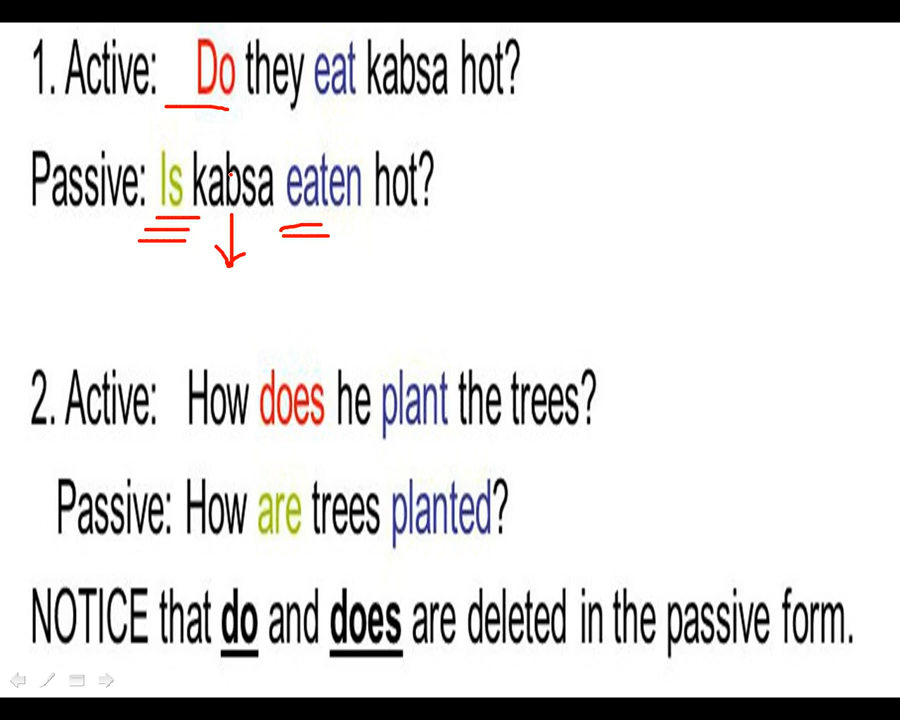 1. Active: Do they eat kabsa hot?
Passive: Is kabsa eaten hot?
2. Active: How does he plant the trees?
Passive: How are trees planted?
NOTICE that do and does are deleted in the passive form.